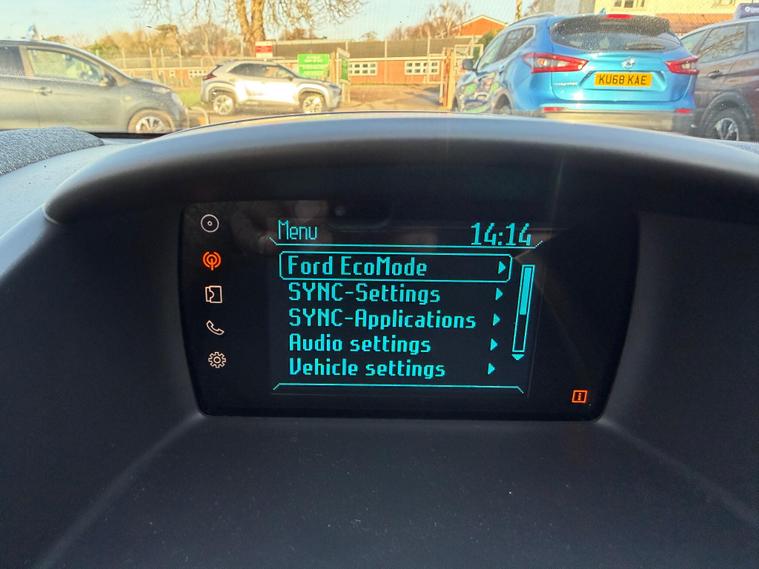 KU68 KAE
Menu
14:14
Ford EcoMode
SYNC-Settings
SYNC-Applications
Audio settings
Vehicle settings